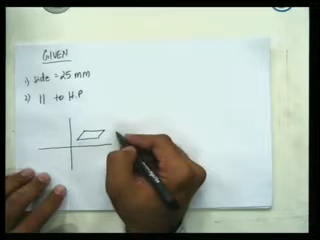 GIVEN
1) side = 25 mm
2) || to H.P